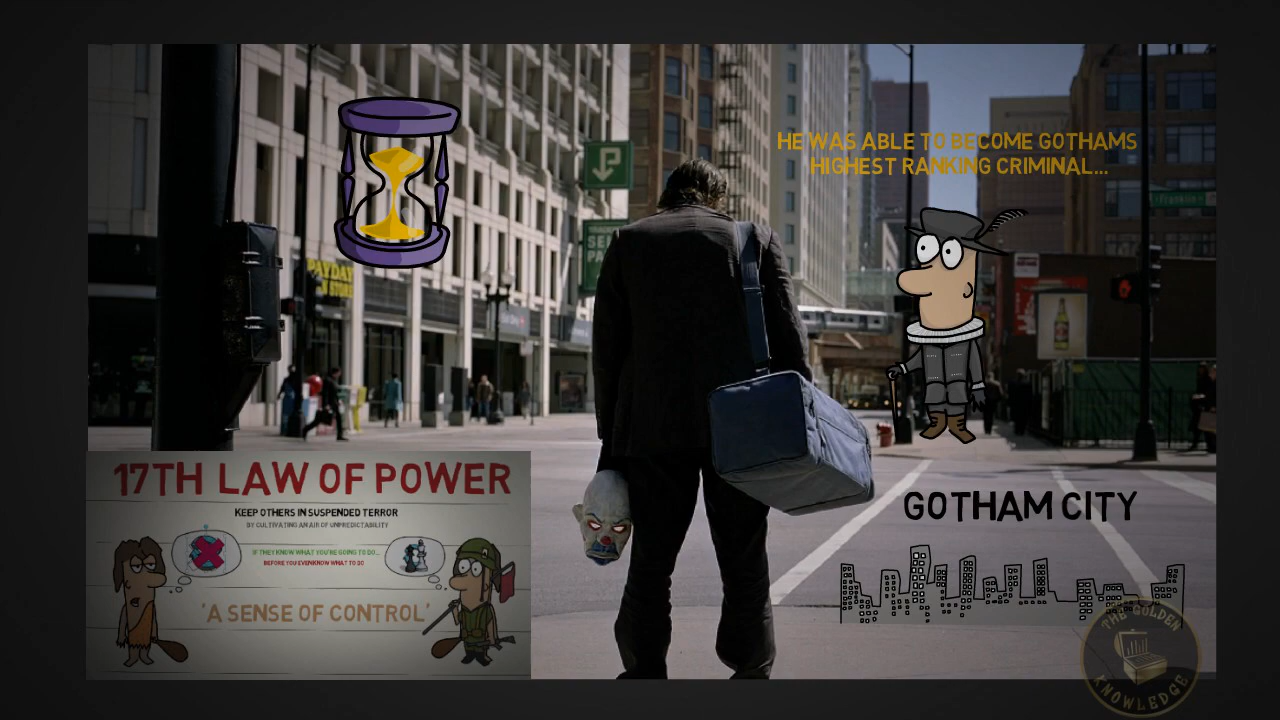 HE WAS ABLE TO BECOME GOTHAMS
HIGHEST RANKING CRIMINAL...
P
PAYDAY
Franklin
17TH LAW OF POWER
KEEP OTHERS IN SUSPENDED TERROR
BY CULTIVATING AN AIR OF UNPREDICTABILITY
IF THEY KNOW WHAT YOU'RE GOING TO DO...
BEFORE YOU EVEN KNOW WHAT TO DO
'A SENSE OF CONTROL'
GOTHAM CITY
THE GOLDEN
KNOWLEDGE